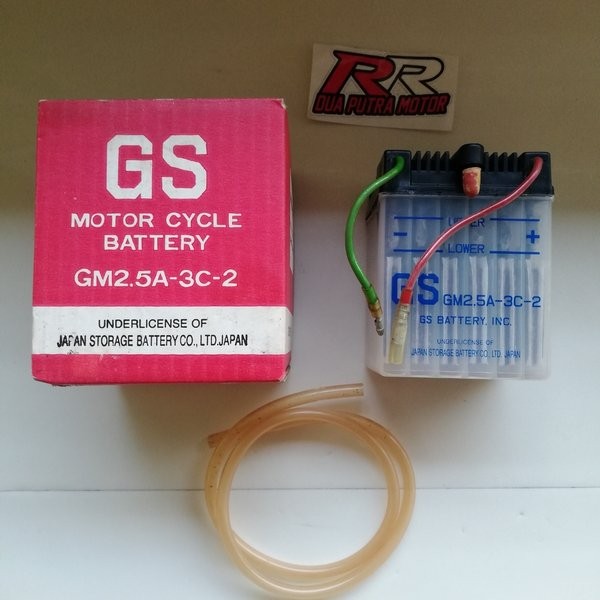 RR
DUA PUTRA MOTOR
GS
MOTOR CYCLE
BATTERY
GM2.5A-3C-2
UNDERLICENSE OF
JAPAN STORAGE BATTERY CO., LTD.JAPAN
UPPER
- +
LOWER
GS GM2.5A-3C-2
GS BATTERY, INC.
UNDERLICENSE OF
JAPAN STORAGE BATTERY CO., LTD. JAPAN